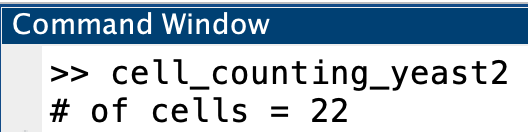 Command Window
>> cell_counting_yeast2
# of cells = 22